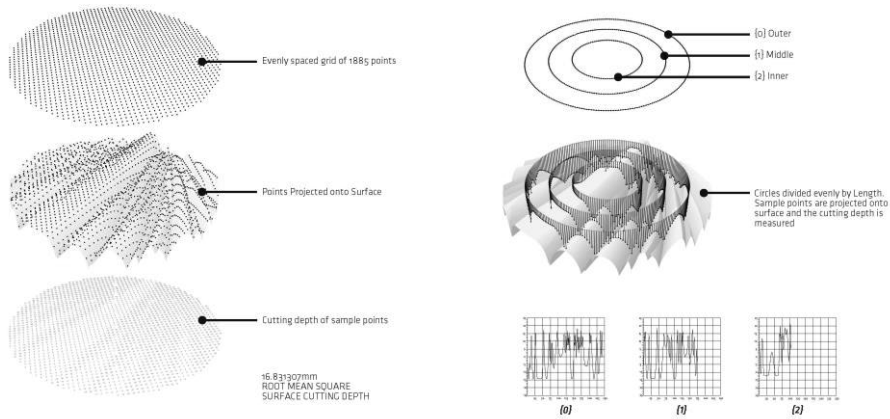 Evenly spaced grid of 1885 points
Points Projected onto Surface
Cutting depth of sample points
16.831307mm
ROOT MEAN SQUARE
SURFACE CUTTING DEPTH
{0} Outer
{1} Middle
{2} Inner
Circles divided evenly by Length.
Sample points are projected onto
surface and the cutting depth is
measured
{0}
{1}
{2}